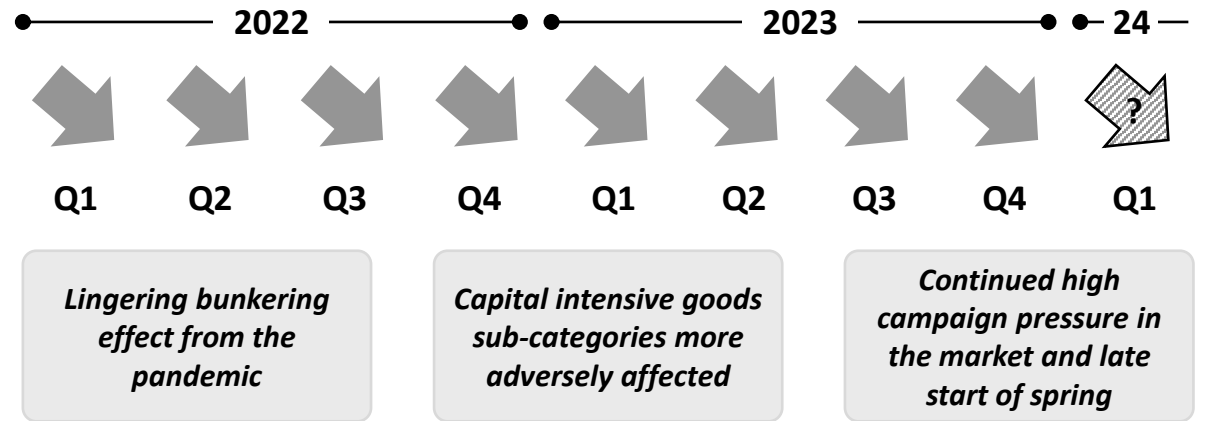 2022 2023 24
?
Q1 Q2 Q3 Q4 Q1 Q2 Q3 Q4 Q1
Lingering bunkering
effect from the
pandemic
Capital intensive goods
sub-categories more
adversely affected
Continued high
campaign pressure in
the market and late
start of spring